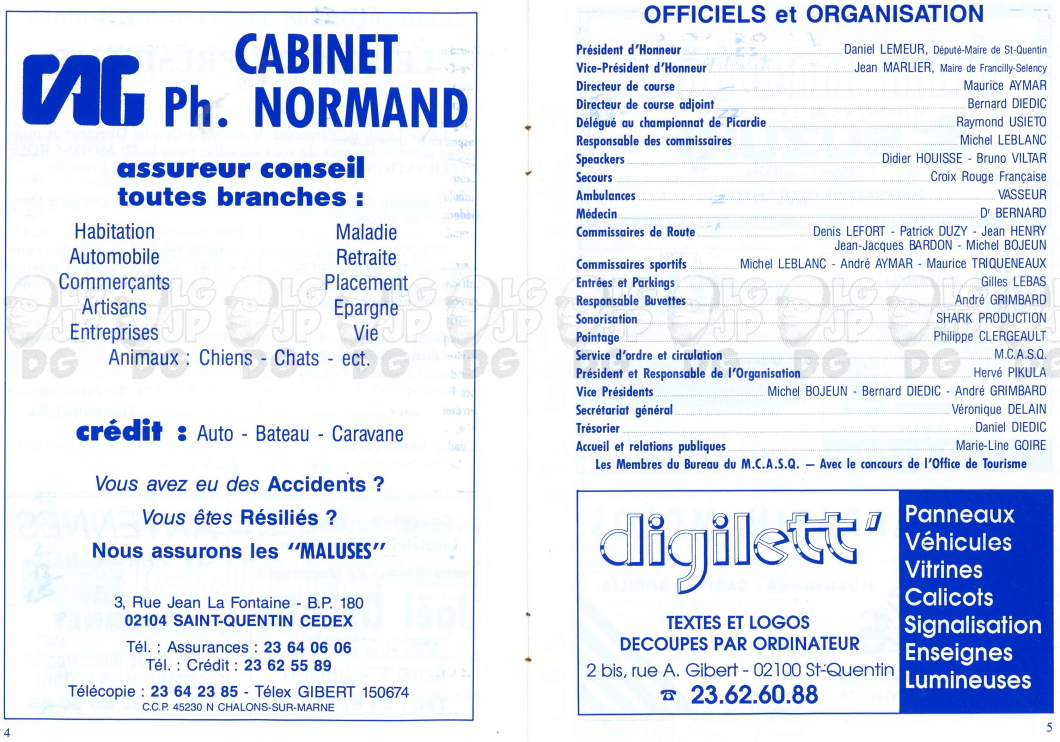 CAG
CABINET
Ph. NORMAND
assureur conseil
toutes branches :
Habitation Maladie
Automobile Retraite
Commerçants Placement
Artisans Epargne
Entreprises Vie
Animaux : Chiens - Chats - ect.
crédit : Auto - Bateau - Caravane
Vous avez eu des Accidents ?
Vous êtes Résiliés ?
Nous assurons les "MALUSES"
3, Rue Jean La Fontaine - B.P. 180
02104 SAINT-QUENTIN CEDEX
Tél. : Assurances : 23 64 06 06
Tél. : Crédit : 23 62 55 89
Télécopie : 23 64 23 85 - Télex GIBERT 150674
C.C.P. 45230 N CHALONS-SUR-MARNE
4
OFFICIELS et ORGANISATION
Président d'Honneur Daniel LEMEUR, Député-Maire de St-Quentin
Vice-Président d'Honneur Jean MARLIER, Maire de Francilly-Selency
Directeur de course Maurice AYMAR
Directeur de course adjoint Bernard DIEDIC
Délégué au championnat de Picardie Raymond USIETO
Responsable des commissaires Michel LEBLANC
Speackers Didier HOUISSE - Bruno VILTAR
Secours Croix Rouge Française
Ambulances VASSEUR
Médecin Dr BERNARD
Commissaires de Route Denis LEFORT - Patrick DUZY - Jean HENRY
Jean-Jacques BARDON - Michel BOJEUN
Commissaires sportifs Michel LEBLANC - André AYMAR - Maurice TRIQUENEAUX
Entrées et Parkings Gilles LEBAS
Responsable Buvettes André GRIMBARD
Sonorisation SHARK PRODUCTION
Pointage Philippe CLERGEAULT
Service d'ordre et circulation M.C.A.S.Q.
Président et Responsable de l'Organisation Hervé PIKULA
Vice Présidents Michel BOJEUN - Bernard DIEDIC - André GRIMBARD
Secrétariat général Véronique DELAIN
Trésorier Daniel DIEDIC
Accueil et relations publiques Marie-Line GOIRE
Les Membres du Bureau du M.C.A.S.Q. — Avec le concours de l'Office de Tourisme
digilett'
TEXTES ET LOGOS
DECOUPES PAR ORDINATEUR
2 bis, rue A. Gibert - 02100 St-Quentin
☎ 23.62.60.88
Panneaux
Véhicules
Vitrines
Calicots
Signalisation
Enseignes
Lumineuses
5
LG JP DG